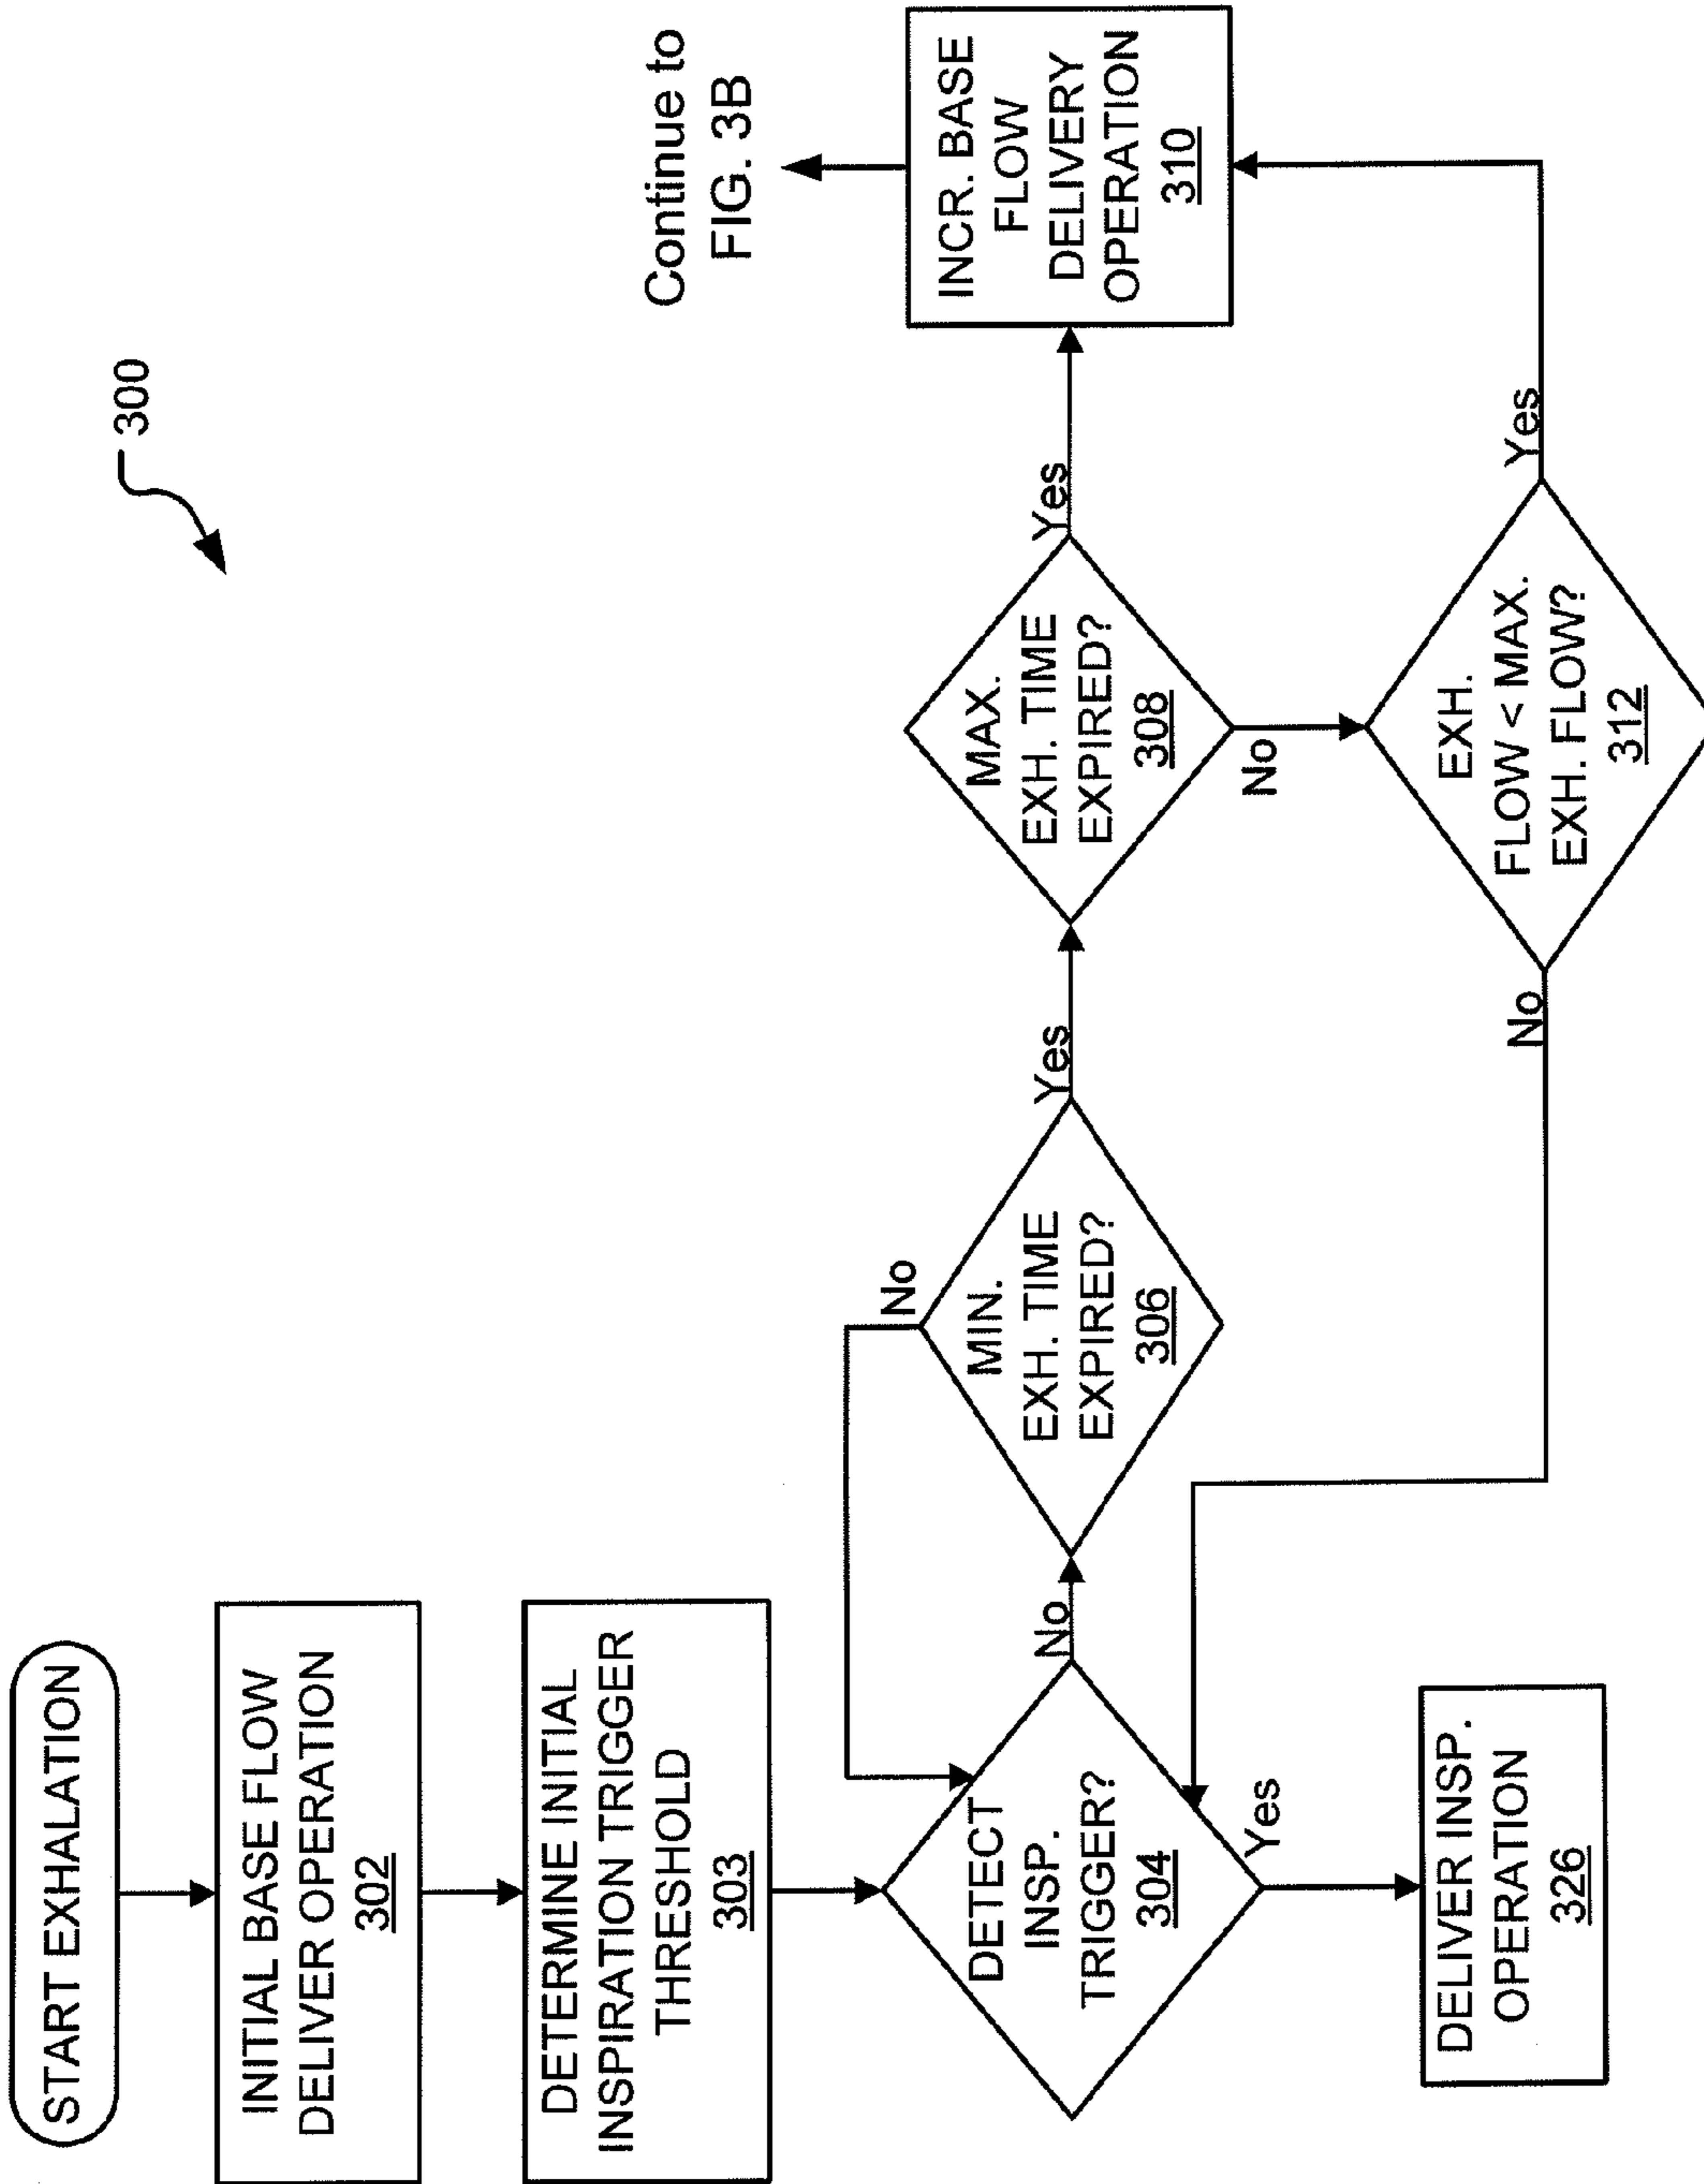 300
START EXHALATION
INITIAL BASE FLOW
DELIVER OPERATION
302
DETERMINE INITIAL
INSPIRATION TRIGGER
THRESHOLD
303
DETECT
INSP.
TRIGGER?
304
No
Yes
DELIVER INSP.
OPERATION
326
MIN.
EXH. TIME
EXPIRED?
306
No
Yes
MAX.
EXH. TIME
EXPIRED?
308
Yes
No
EXH.
FLOW < MAX.
EXH. FLOW?
312
No
Yes
INCR. BASE
FLOW
DELIVERY
OPERATION
310
Continue to
FIG. 3B